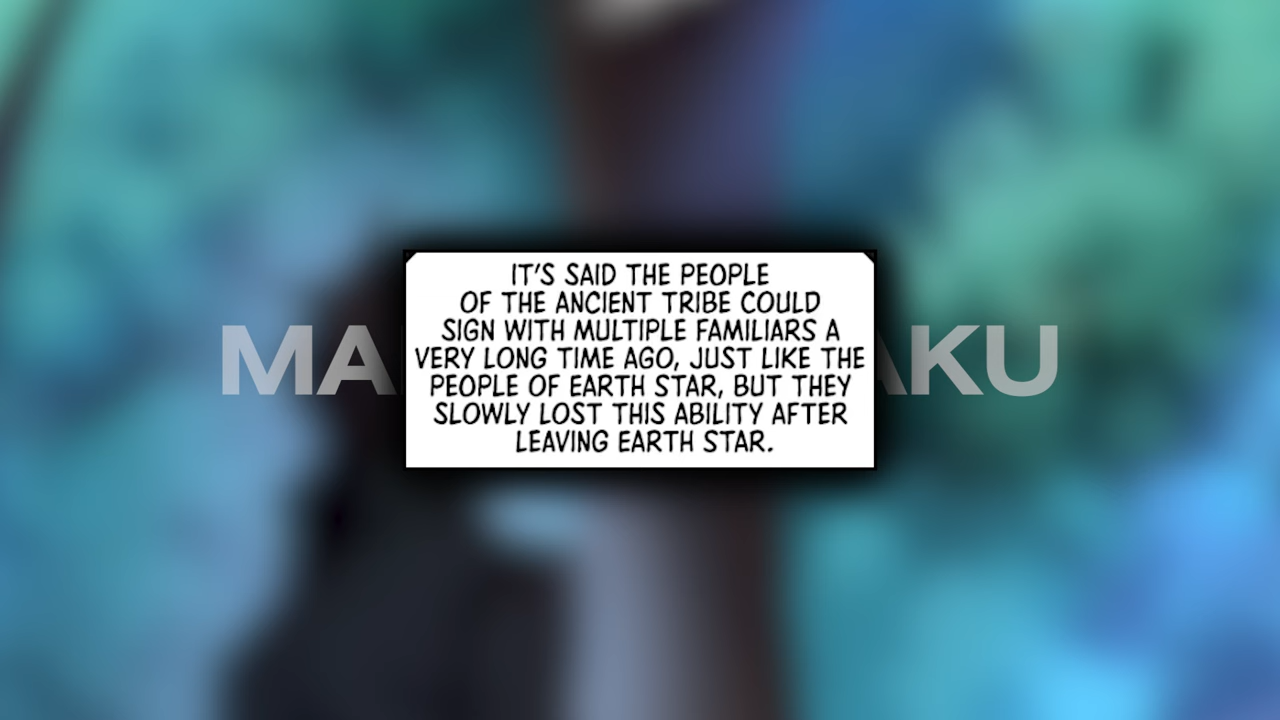 IT'S SAID THE PEOPLE
OF THE ANCIENT TRIBE COULD
SIGN WITH MULTIPLE FAMILIARS A
VERY LONG TIME AGO, JUST LIKE THE
PEOPLE OF EARTH STAR, BUT THEY
SLOWLY LOST THIS ABILITY AFTER
LEAVING EARTH STAR.